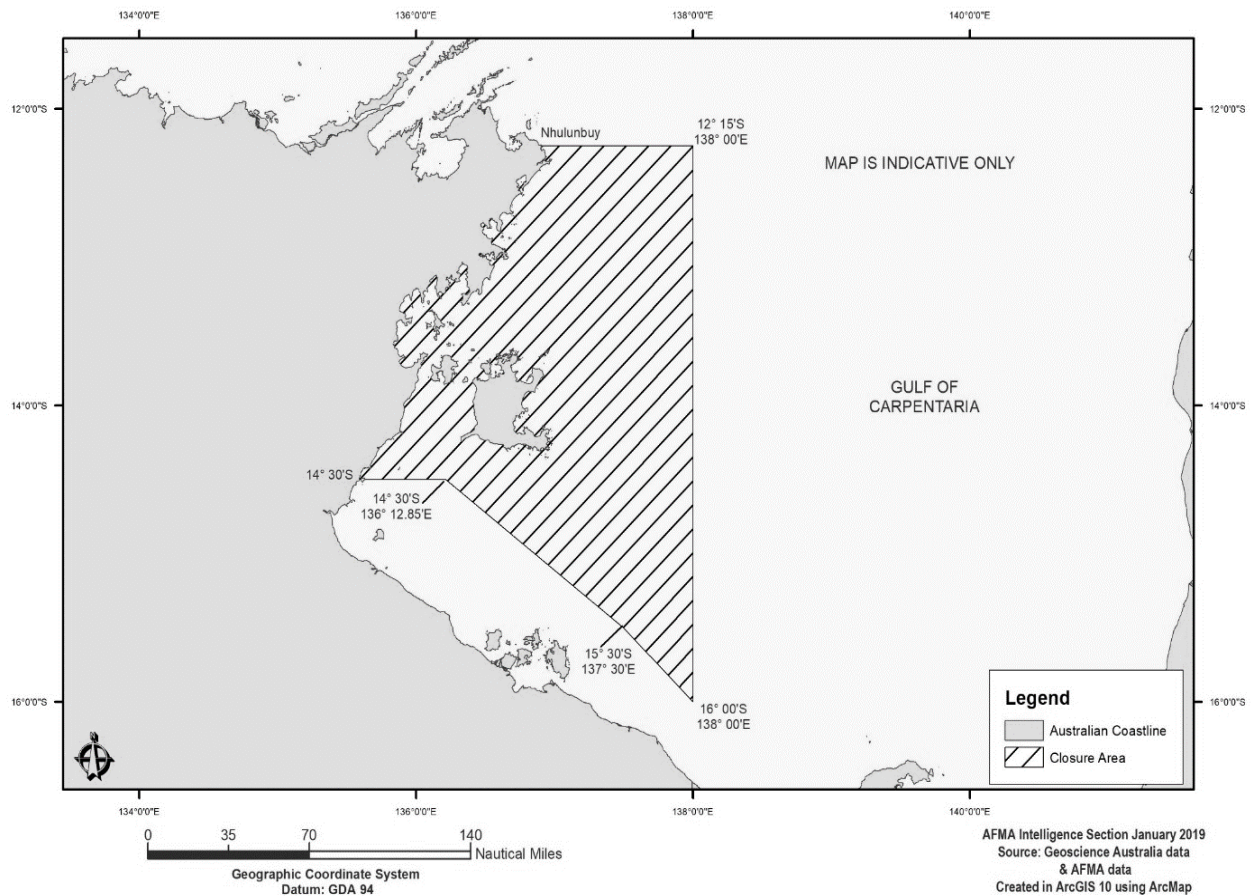 134°0'0"E
136°0'0"E
138°0'0"E
140°0'0"E
12°0'0"S
12°0'0"S
Nhulunbuy
12° 15'S
138° 00'E
MAP IS INDICATIVE ONLY
14°0'0"S
14°0'0"S
GULF OF
CARPENTARIA
14° 30'S
14° 30'S
136° 12.85'E
15° 30'S
137° 30'E
16° 00'S
138° 00'E
16°0'0"S
16°0'0"S
Legend
Australian Coastline
Closure Area
134°0'0"E
136°0'0"E
138°0'0"E
140°0'0"E
0
35
70
140
Nautical Miles
Geographic Coordinate System
Datum: GDA 94
AFMA Intelligence Section January 2019
Source: Geoscience Australia data
& AFMA data
Created in ArcGIS 10 using ArcMap